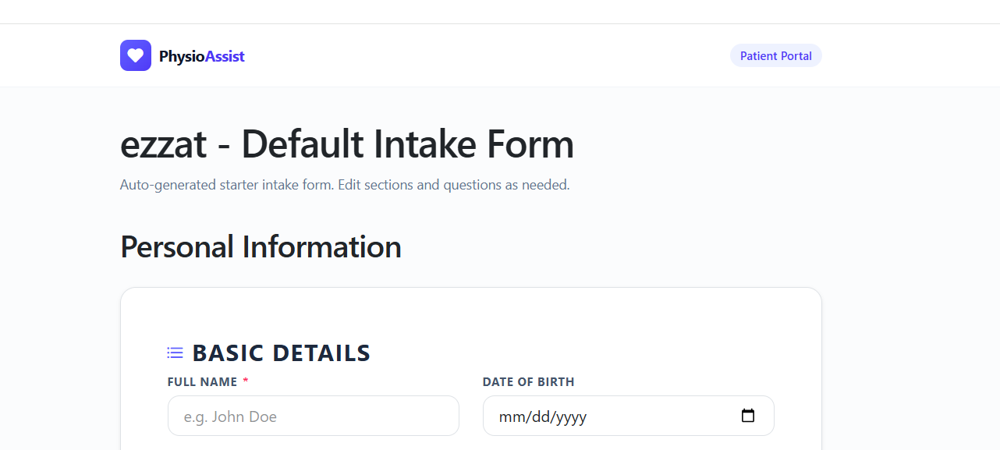 PhysioAssist
Patient Portal
ezzat - Default Intake Form
Auto-generated starter intake form. Edit sections and questions as needed.
Personal Information
BASIC DETAILS
FULL NAME *
DATE OF BIRTH
e.g. John Doe
mm/dd/yyyy